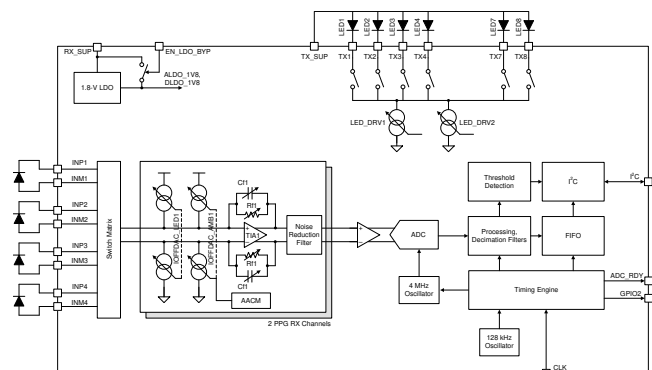 LED1
LED2
LED3
LED4
LED7
LED8
RX_SUP
EN_LDO_BYP
TX_SUP
TX1
TX2
TX3
TX4
TX7
TX8
1.8-V LDO
ALDO_1V8,
DLDO_1V8
LED_DRV1
LED_DRV2
INP1
INM1
INP2
INM2
INP3
INM3
INP4
INM4
Switch Matrix
IOFFDAC_LED1
IOFFDAC_AMB1
Cf1
Rf1
+
-
TIA1
Rf1
Cf1
AACM
Noise
Reduction
Filter
2 PPG RX Channels
+
-
ADC
4 MHz
Oscillator
Threshold
Detection
I²C
I²C
Processing,
Decimation Filters
FIFO
Timing Engine
ADC_RDY
GPIO2
128 kHz
Oscillator
CLK